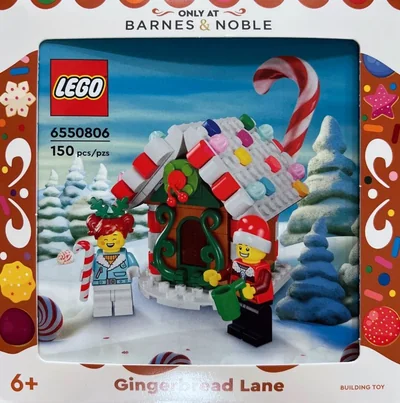 ONLY AT
BARNES & NOBLE
LEGO
6550806
150 pcs/pzs
6+
Gingerbread Lane
BUILDING TOY